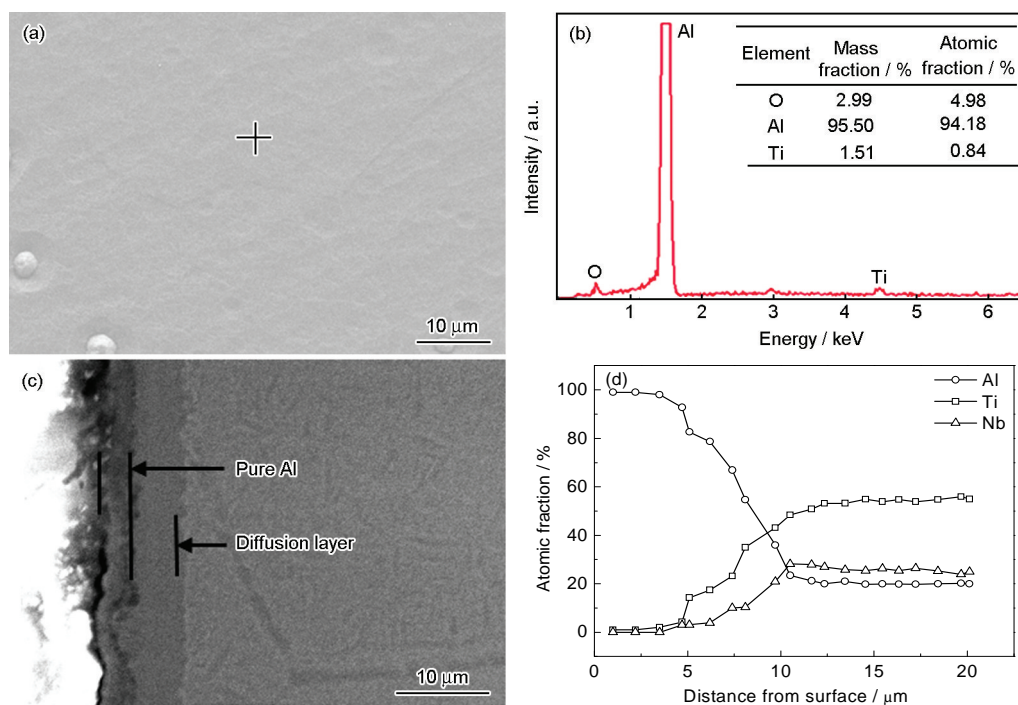 (a)
10 μm
(b)
Al
O
Ti
Element Mass fraction / % Atomic fraction / %
O 2.99 4.98
Al 95.50 94.18
Ti 1.51 0.84
Intensity / a.u.
1 2 3 4 5 6
Energy / keV
(c)
Pure Al
Diffusion layer
10 μm
(d)
Al
Ti
Nb
100
80
60
40
20
0
Atomic fraction / %
0 5 10 15 20
Distance from surface / μm